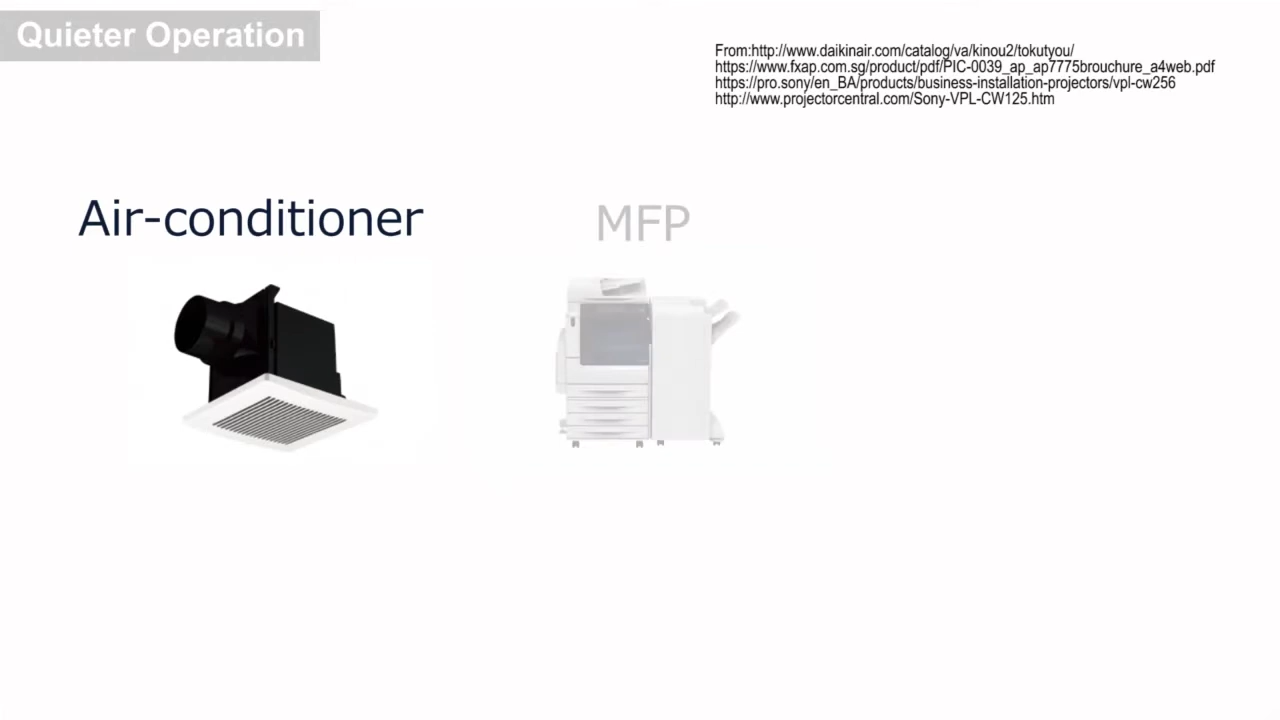 Quieter Operation
From:http://www.daikinair.com/catalog/va/kinou2/tokutyou/
https://www.fxap.com.sg/product/pdf/PIC-0039_ap_ap7775brouchure_a4web.pdf
https://pro.sony/en_BA/products/business-installation-projectors/vpl-cw256
http://www.projectorcentral.com/Sony-VPL-CW125.htm
Air-conditioner
MFP